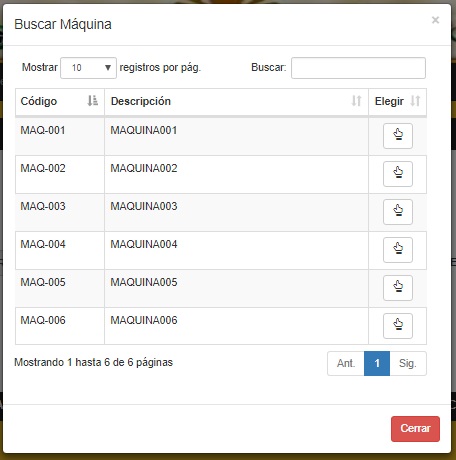 Buscar Máquina ×
Mostrar 10 registros por pág. Buscar:
Código Descripción Elegir
MAQ-001 MAQUINA001
MAQ-002 MAQUINA002
MAQ-003 MAQUINA003
MAQ-004 MAQUINA004
MAQ-005 MAQUINA005
MAQ-006 MAQUINA006
Mostrando 1 hasta 6 de 6 páginas Ant. 1 Sig.
Cerrar